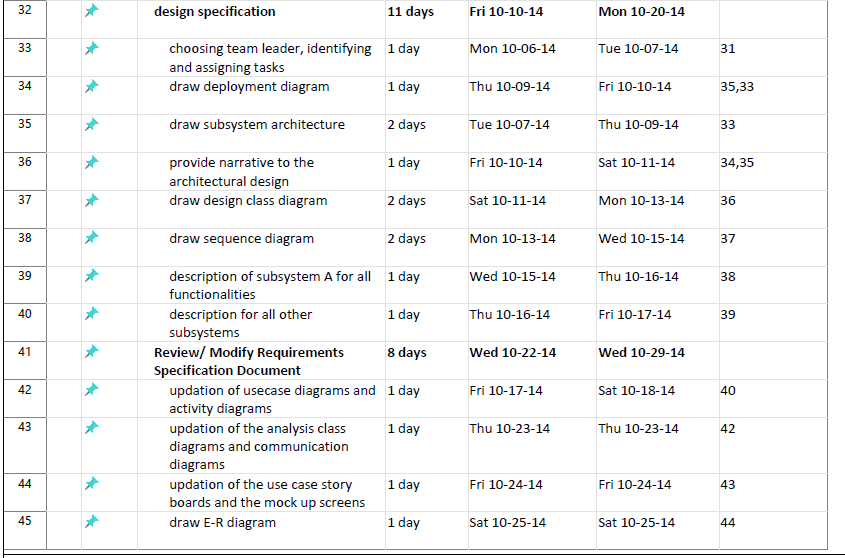 32 design specification 11 days Fri 10-10-14 Mon 10-20-14
33 choosing team leader, identifying 1 day Mon 10-06-14 Tue 10-07-14 31
and assigning tasks
34 draw deployment diagram 1 day Thu 10-09-14 Fri 10-10-14 35,33
35 draw subsystem architecture 2 days Tue 10-07-14 Thu 10-09-14 33
36 provide narrative to the 1 day Fri 10-10-14 Sat 10-11-14 34,35
architectural design
37 draw design class diagram 2 days Sat 10-11-14 Mon 10-13-14 36
38 draw sequence diagram 2 days Mon 10-13-14 Wed 10-15-14 37
39 description of subsystem A for all 1 day Wed 10-15-14 Thu 10-16-14 38
functionalities
40 description for all other 1 day Thu 10-16-14 Fri 10-17-14 39
subsystems
41 Review/ Modify Requirements 8 days Wed 10-22-14 Wed 10-29-14
Specification Document
42 updation of usecase diagrams and 1 day Fri 10-17-14 Sat 10-18-14 40
activity diagrams
43 updation of the analysis class 1 day Thu 10-23-14 Thu 10-23-14 42
diagrams and communication
diagrams
44 updation of the use case story 1 day Fri 10-24-14 Fri 10-24-14 43
boards and the mock up screens
45 draw E-R diagram 1 day Sat 10-25-14 Sat 10-25-14 44